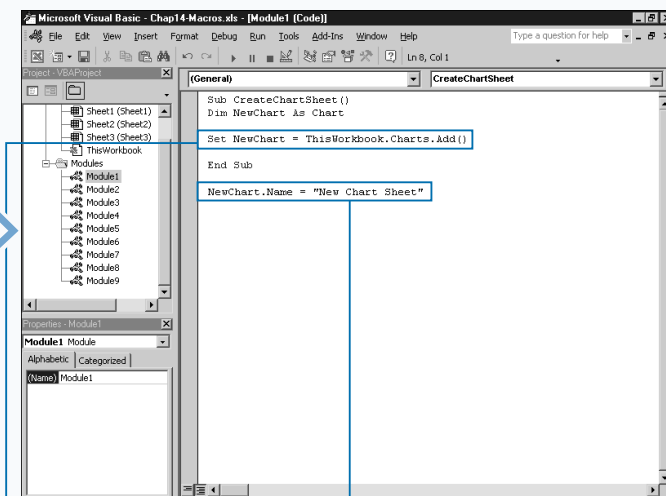 Microsoft Visual Basic - Chap14-Macros.xls - [Module1 (Code)]
File Edit View Insert Format Debug Run Tools Add-Ins Window Help
Type a question for help
Ln 8, Col 1
Project - VBAProject
(General)
CreateChartSheet
Sheet1 (Sheet1)
Sheet2 (Sheet2)
Sheet3 (Sheet3)
ThisWorkbook
Modules
Module1
Module2
Module3
Module4
Module5
Module6
Module7
Module8
Module9
Sub CreateChartSheet()
Dim NewChart As Chart
Set NewChart = ThisWorkbook.Charts.Add()
End Sub
NewChart.Name = "New Chart Sheet"
Properties - Module1
Module1 Module
Alphabetic Categorized
(Name) Module1